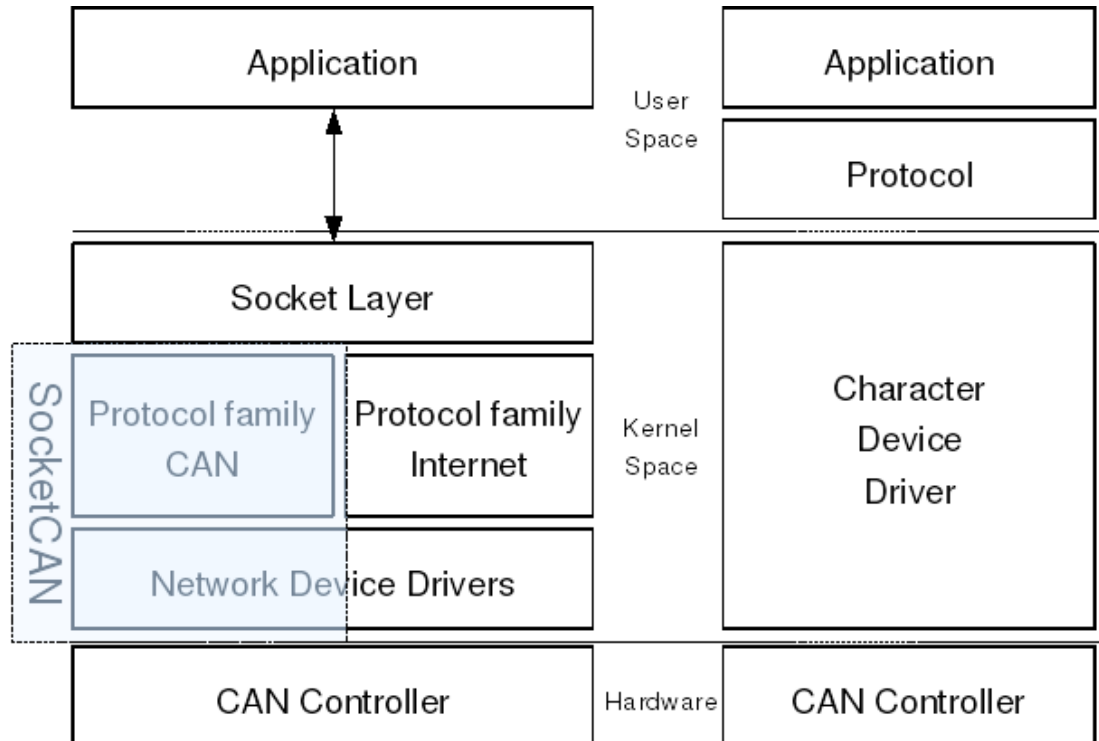 Application
User
Space
Application
Protocol
Socket Layer
SocketCAN
Protocol family
CAN
Protocol family
Internet
Kernel
Space
Character
Device
Driver
Network Device Drivers
CAN Controller
Hardware
CAN Controller